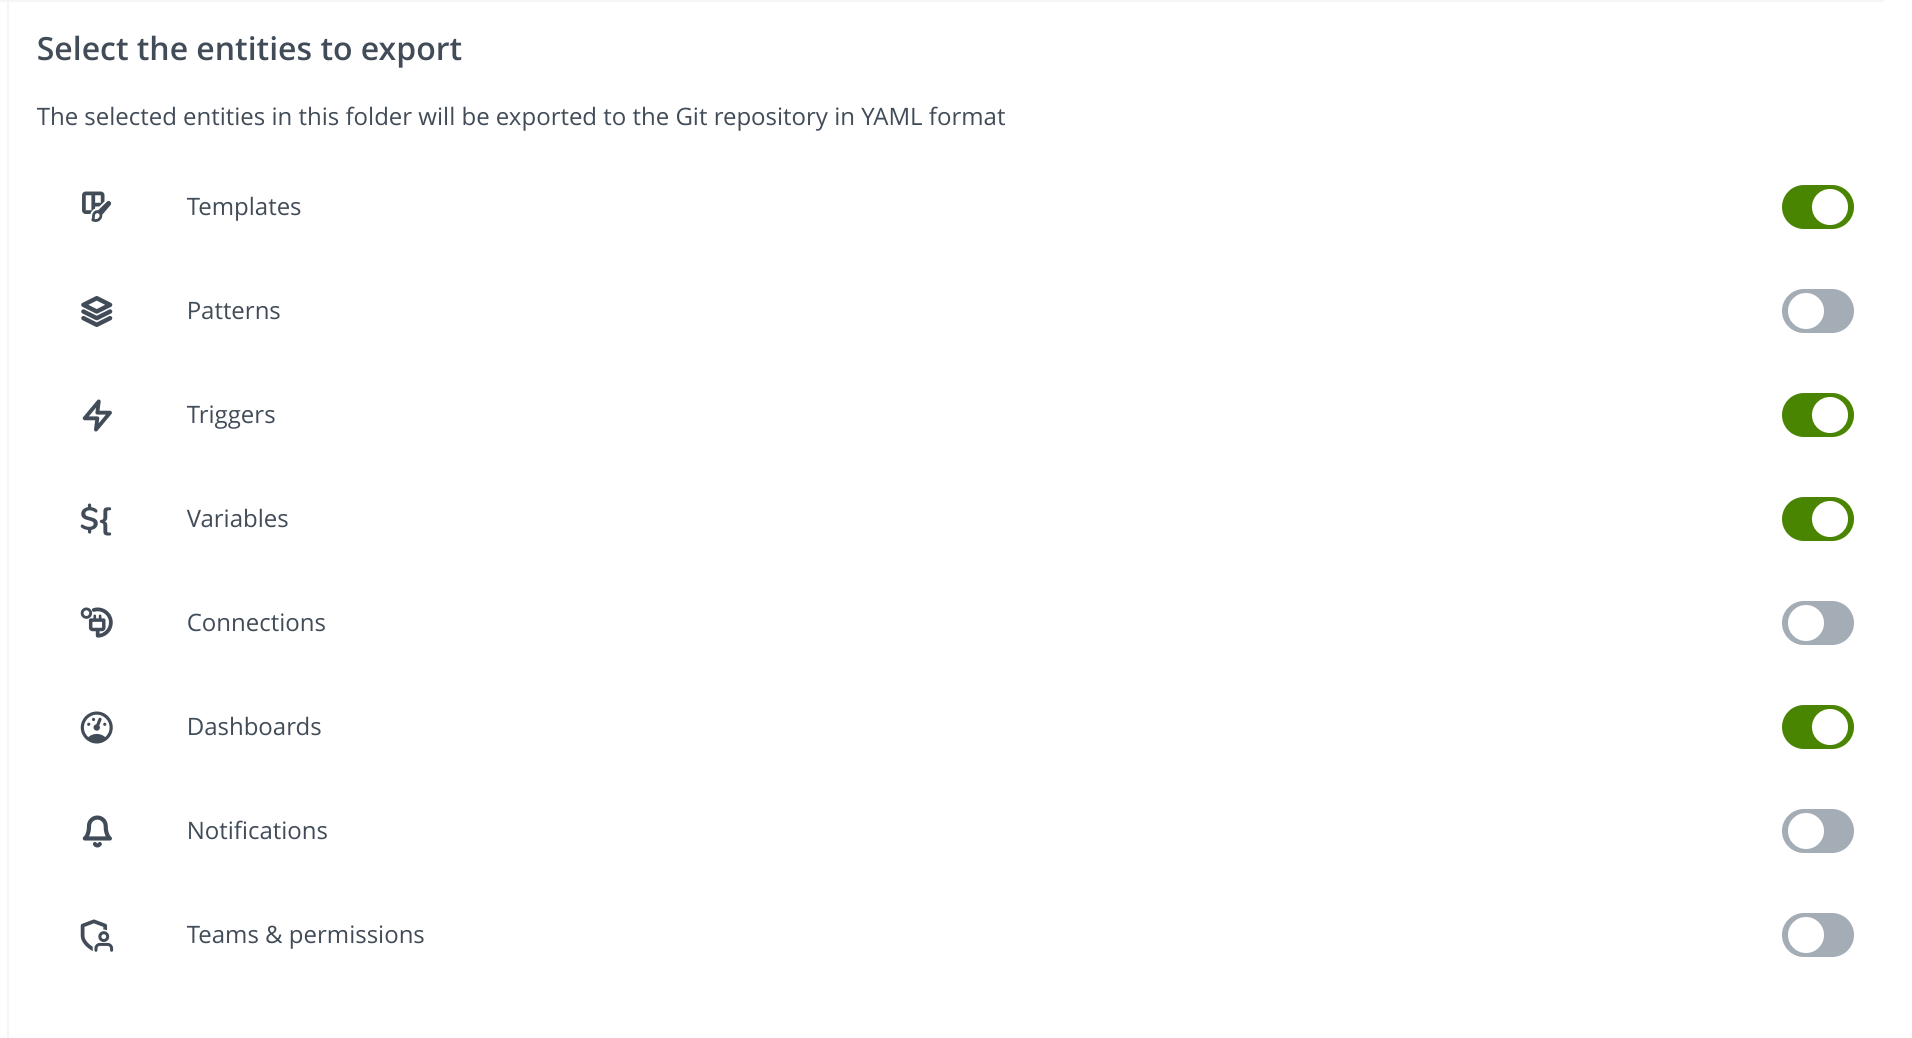 Select the entities to export
The selected entities in this folder will be exported to the Git repository in YAML format
Templates
Patterns
Triggers
Variables
Connections
Dashboards
Notifications
Teams & permissions